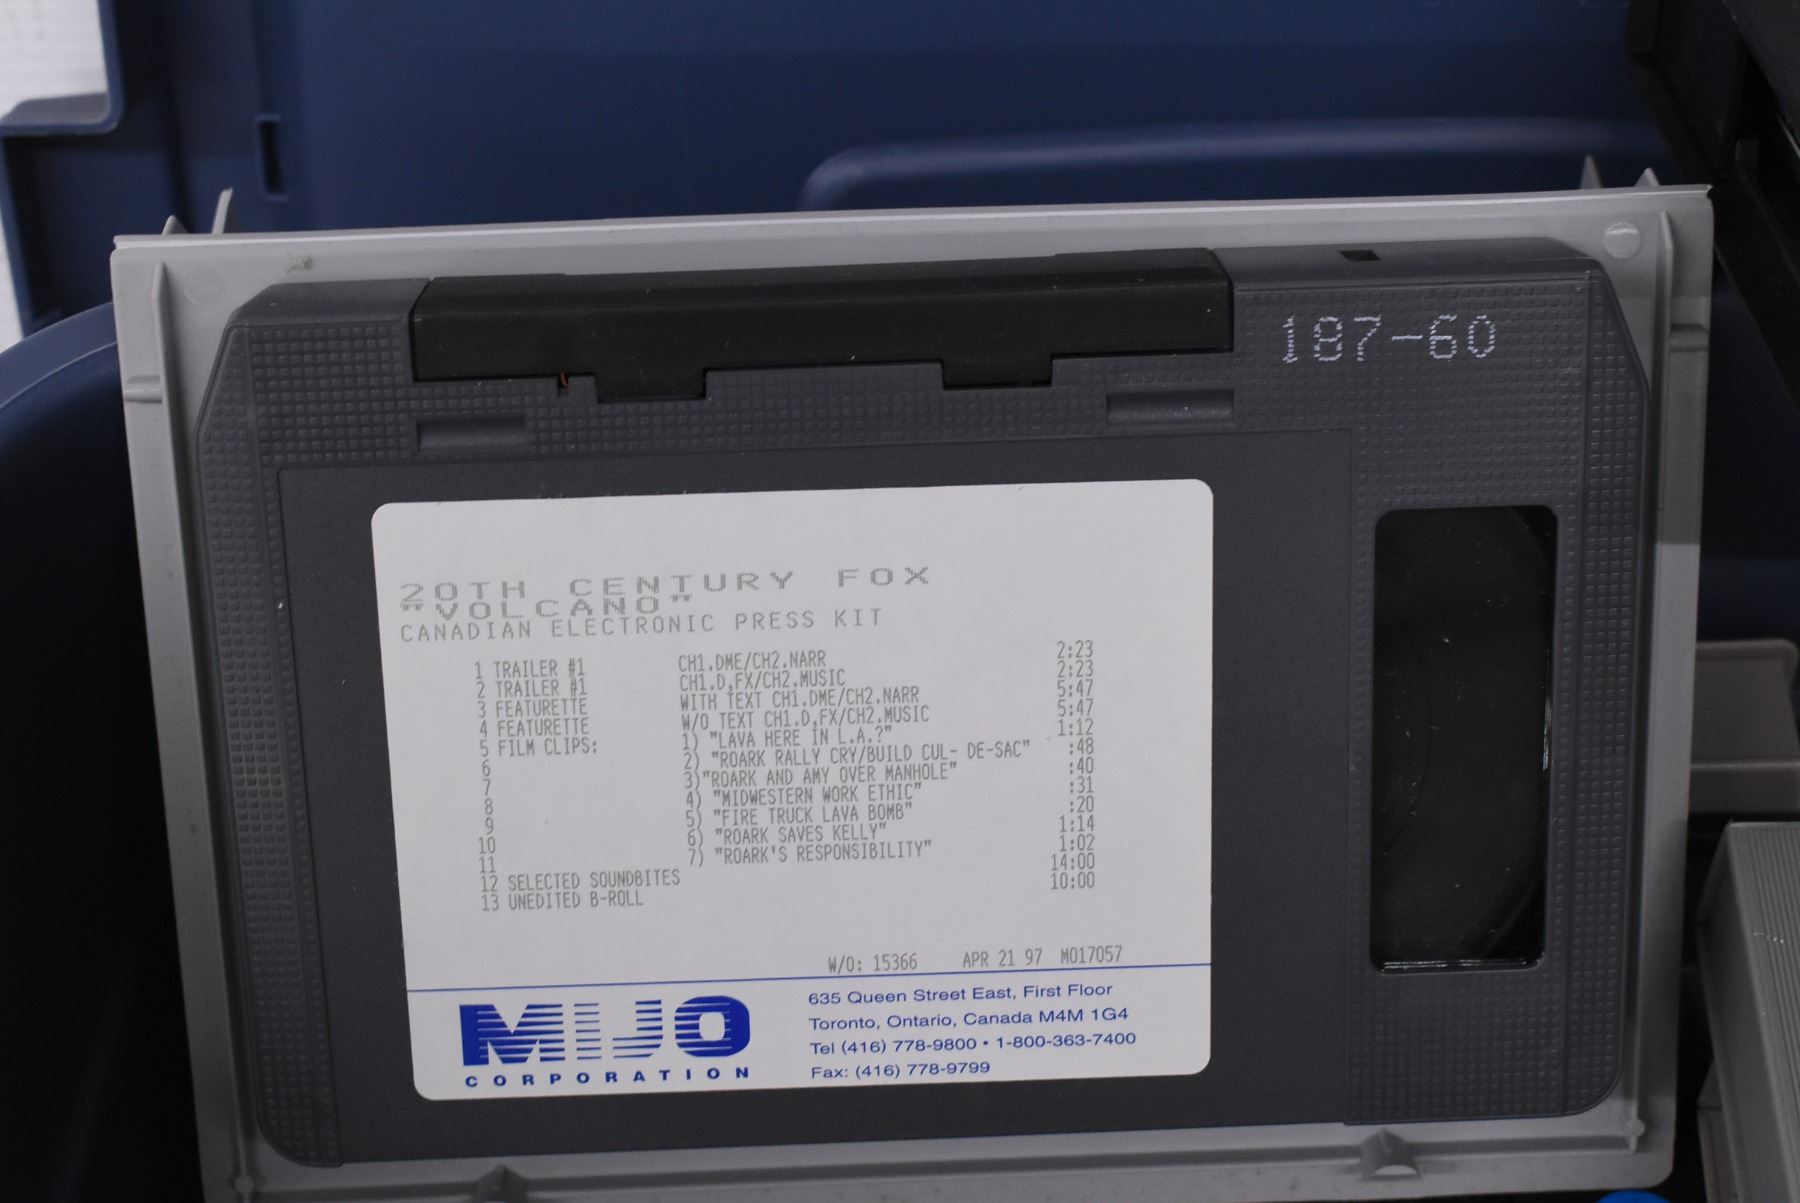 187-60
20TH CENTURY FOX
"VOLCANO"
CANADIAN ELECTRONIC PRESS KIT
1 TRAILER #1 CH1.DME/CH2.NARR 2:23
2 TRAILER #1 CH1.D,FX/CH2.MUSIC 2:23
3 FEATURETTE WITH TEXT CH1.DME/CH2.NARR 5:47
4 FEATURETTE W/O TEXT CH1.D,FX/CH2.MUSIC 5:47
5 FILM CLIPS: 1) "LAVA HERE IN L.A.?" 1:12
6 2) "ROARK RALLY CRY/BUILD CUL- DE-SAC" :48
7 3)"ROARK AND AMY OVER MANHOLE" :40
8 4) "MIDWESTERN WORK ETHIC" :31
9 5) "FIRE TRUCK LAVA BOMB" :20
10 6) "ROARK SAVES KELLY" 1:14
11 7) "ROARK'S RESPONSIBILITY" 1:02
12 SELECTED SOUNDBITES 14:00
13 UNEDITED B-ROLL 10:00
W/O: 15366 APR 21 97 MO17057
MIJO
CORPORATION
635 Queen Street East, First Floor
Toronto, Ontario, Canada M4M 1G4
Tel (416) 778-9800 • 1-800-363-7400
Fax: (416) 778-9799